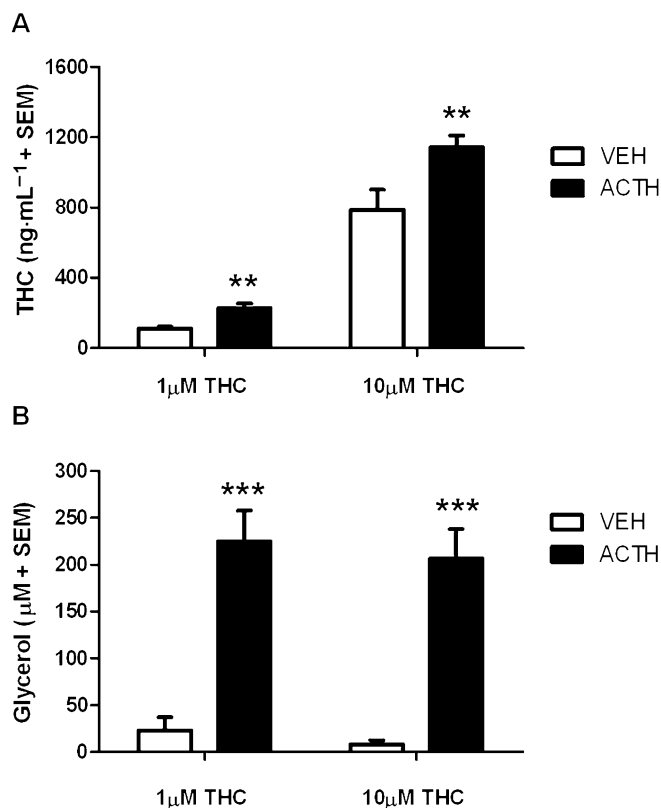 A
THC (ng·mL⁻¹ + SEM)
1600
1200
800
400
0
**
**
VEH
ACTH
1µM THC
10µM THC
B
Glycerol (µM + SEM)
300
250
200
150
100
50
0
***
***
VEH
ACTH
1µM THC
10µM THC